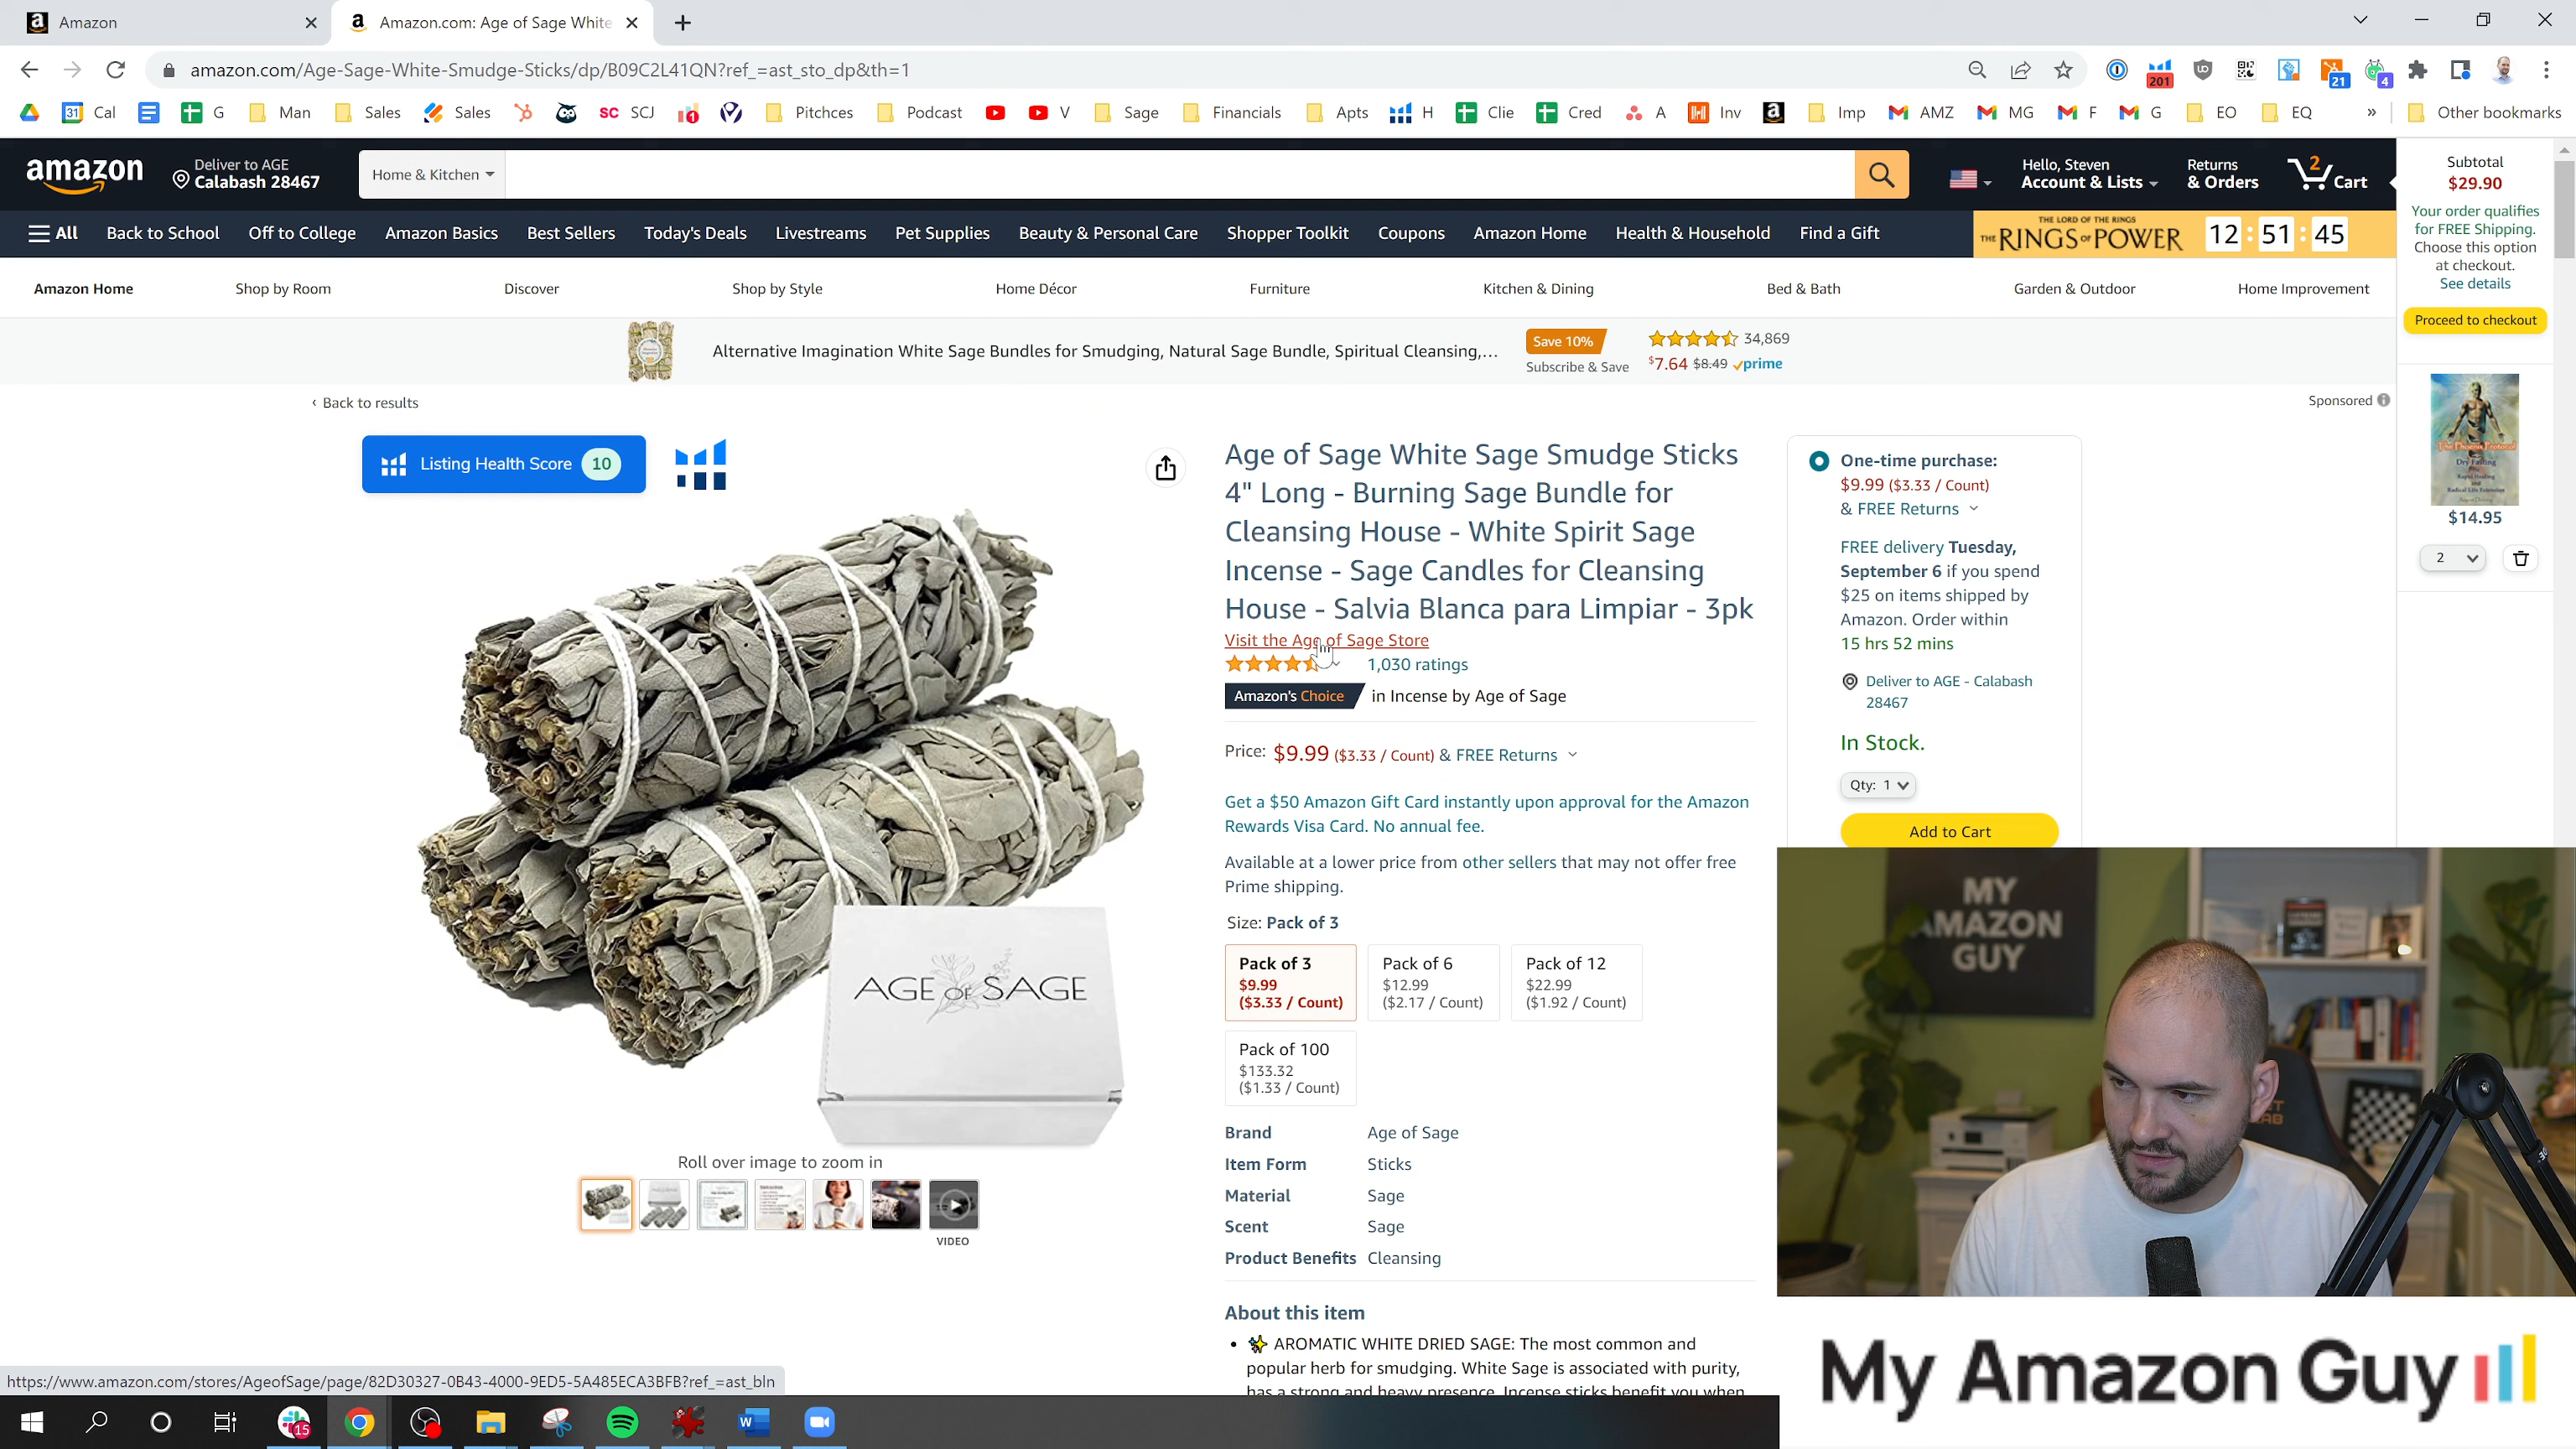 Amazon
Amazon.com: Age of Sage White
amazon.com/Age-Sage-White-Smudge-Sticks/dp/B09C2L41QN?ref_=ast_sto_dp&th=1
201
21
4
31 Cal
G
Man
Sales
Sales
SC SCJ
1
Pitchces
Podcast
V
Sage
Financials
Apts
H
Clie
Cred
A
Inv
Imp
AMZ
MG
F
G
EO
EQ
»
Other bookmarks
amazon
Deliver to AGE
Calabash 28467
Home & Kitchen
Hello, Steven
Account & Lists
Returns
& Orders
2
Cart
Subtotal
$29.90
Your order qualifies
for FREE Shipping.
Choose this option
at checkout.
See details
Proceed to checkout
All
Back to School
Off to College
Amazon Basics
Best Sellers
Today's Deals
Livestreams
Pet Supplies
Beauty & Personal Care
Shopper Toolkit
Coupons
Amazon Home
Health & Household
Find a Gift
THE LORD OF THE RINGS
THE RINGS OF POWER
12 : 51 : 45
Amazon Home
Shop by Room
Discover
Shop by Style
Home Décor
Furniture
Kitchen & Dining
Bed & Bath
Garden & Outdoor
Home Improvement
Alternative Imagination White Sage Bundles for Smudging, Natural Sage Bundle, Spiritual Cleansing,...
Save 10%
Subscribe & Save
34,869
$7.64 $8.49 prime
‹ Back to results
Sponsored
The Phoenix Protocol
Dry Fasting
$14.95
2
Listing Health Score 10
Age of Sage White Sage Smudge Sticks
4" Long - Burning Sage Bundle for
Cleansing House - White Spirit Sage
Incense - Sage Candles for Cleansing
House - Salvia Blanca para Limpiar - 3pk
Visit the Age of Sage Store
1,030 ratings
Amazon's Choice in Incense by Age of Sage
Price: $9.99 ($3.33 / Count) & FREE Returns
Get a $50 Amazon Gift Card instantly upon approval for the Amazon
Rewards Visa Card. No annual fee.
Available at a lower price from other sellers that may not offer free
Prime shipping.
Size: Pack of 3
Pack of 3
$9.99
($3.33 / Count)
Pack of 6
$12.99
($2.17 / Count)
Pack of 12
$22.99
($1.92 / Count)
Pack of 100
$133.32
($1.33 / Count)
Brand Age of Sage
Item Form Sticks
Material Sage
Scent Sage
Product Benefits Cleansing
About this item
• AROMATIC WHITE DRIED SAGE: The most common and
popular herb for smudging. White Sage is associated with purity,
has a strong and heavy presence. Incense sticks benefit you when
One-time purchase:
$9.99 ($3.33 / Count)
& FREE Returns
FREE delivery Tuesday,
September 6 if you spend
$25 on items shipped by
Amazon. Order within
15 hrs 52 mins
Deliver to AGE - Calabash
28467
In Stock.
Qty: 1
Add to Cart
AGE OF SAGE
Roll over image to zoom in
VIDEO
MY
AMAZON
GUY
My Amazon Guy
https://www.amazon.com/stores/AgeofSage/page/82D30327-0B43-4000-9ED5-5A485ECA3BFB?ref_=ast_bln
15
W